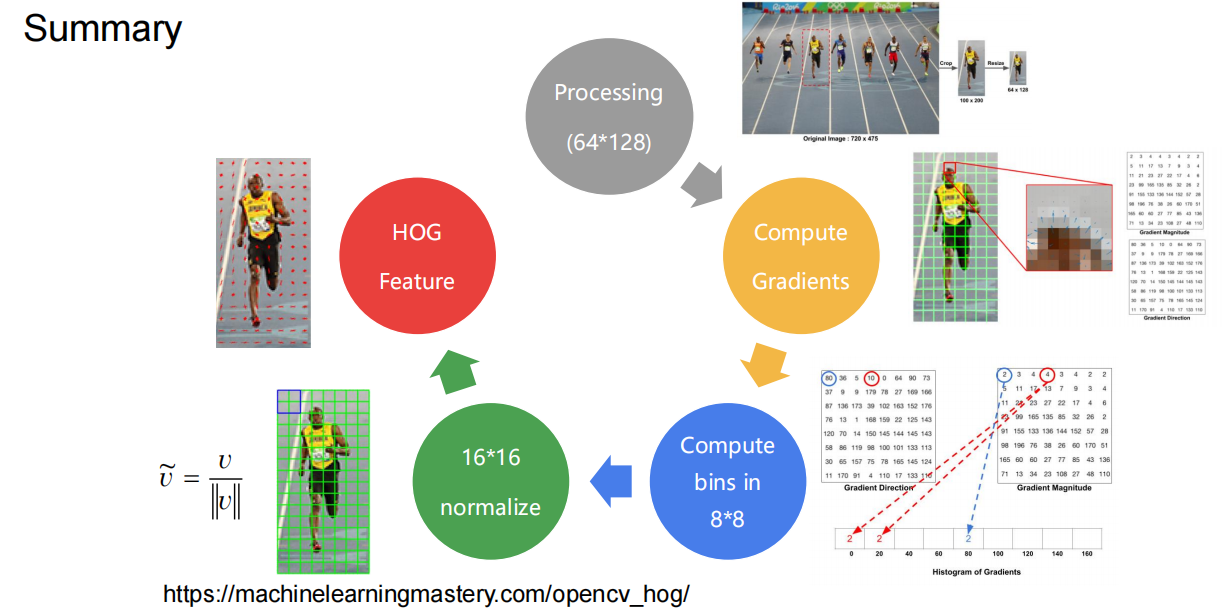 Summary
Processing
(64*128)
Crop
Resize
100 x 200
64 x 128
Original Image : 720 x 475
Compute
Gradients
Gradient Magnitude
Gradient Direction
HOG
Feature
Compute
bins in
8*8
80 36 5 10 0 64 90 73
37 9 9 179 78 27 169 166
87 136 173 39 102 163 152 176
76 13 1 168 159 22 125 143
120 70 14 150 145 144 145 143
58 86 119 98 100 101 133 113
30 65 157 75 78 165 145 124
11 170 91 4 110 17 133 110
Gradient Direction
2 3 4 4 3 4 2 2
5 11 17 13 7 9 3 4
11 21 23 27 22 17 4 6
99 165 135 85 32 26 2
91 155 133 136 144 152 57 28
98 196 76 38 26 60 170 51
165 60 60 27 77 85 43 136
71 13 34 23 108 27 48 110
Gradient Magnitude
2 2 2
0 20 40 60 80 100 120 140 160
Histogram of Gradients
16*16
normalize
ṽ = v / ‖v‖
https://machinelearningmastery.com/opencv_hog/